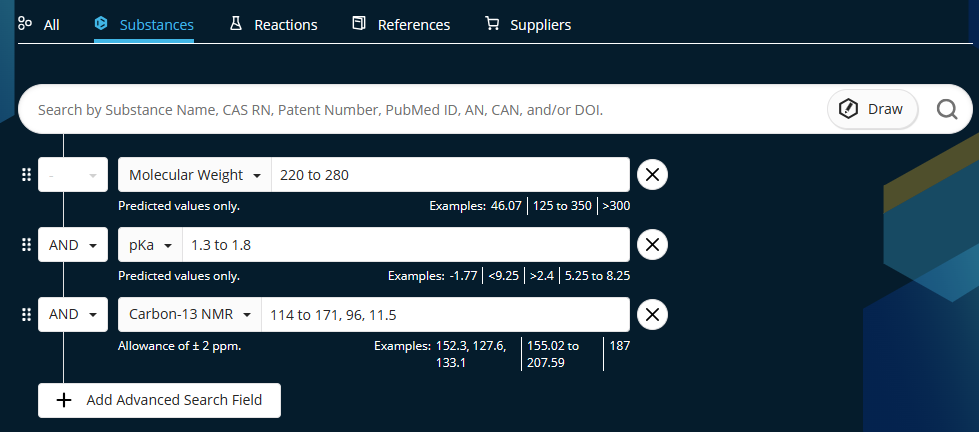 All Substances Reactions References Suppliers
Search by Substance Name, CAS RN, Patent Number, PubMed ID, AN, CAN, and/or DOI. Draw
- Molecular Weight 220 to 280
Predicted values only. Examples: 46.07 | 125 to 350 | >300
AND pKa 1.3 to 1.8
Predicted values only. Examples: -1.77 | <9.25 | >2.4 | 5.25 to 8.25
AND Carbon-13 NMR 114 to 171, 96, 11.5
Allowance of ± 2 ppm. Examples: 152.3, 127.6, | 155.02 to | 187
133.1 | 207.59
+ Add Advanced Search Field